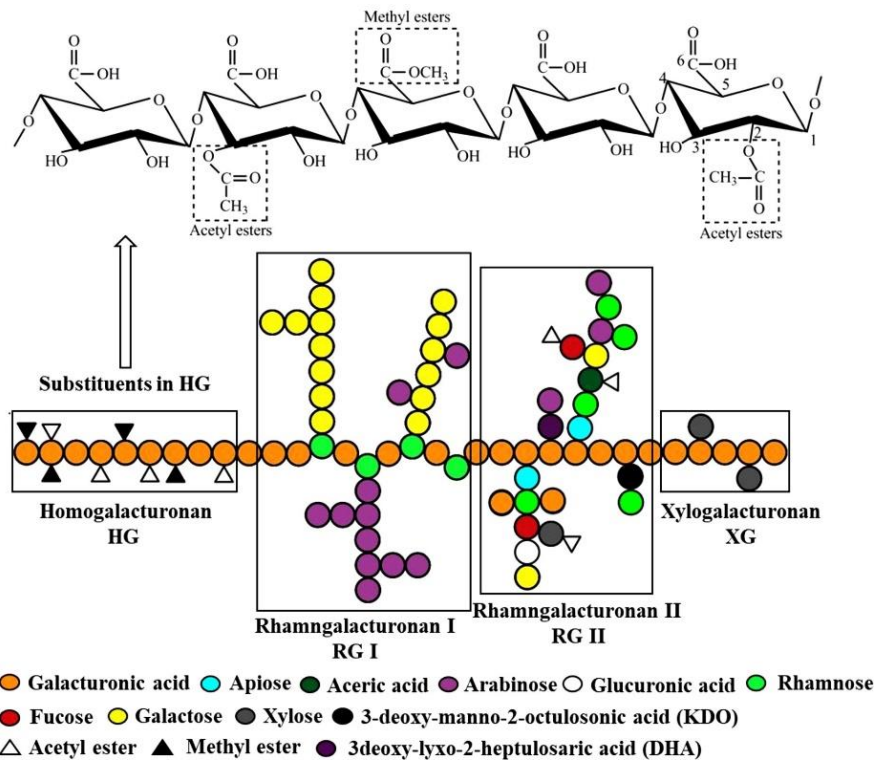 Methyl esters
O
C
OH
O
C
OH
O
C
OCH3
O
C
OH
O
6 C
OH
O
O
HO
OH
O
O
O
OH
O
O
HO
OH
O
O
HO
OH
4
5
O
O
HO
3
2
1
O
C=O
CH3
Acetyl esters
O
CH3
C
O
Acetyl esters
Substituents in HG
Homogalacturonan
HG
Rhamngalacturonan I
RG I
Rhamngalacturonan II
RG II
Xylogalacturonan
XG
Galacturonic acid Apiose Aceric acid Arabinose Glucuronic acid Rhamnose
Fucose Galactose Xylose 3-deoxy-manno-2-octulosonic acid (KDO)
Acetyl ester Methyl ester 3deoxy-lyxo-2-heptulosaric acid (DHA)